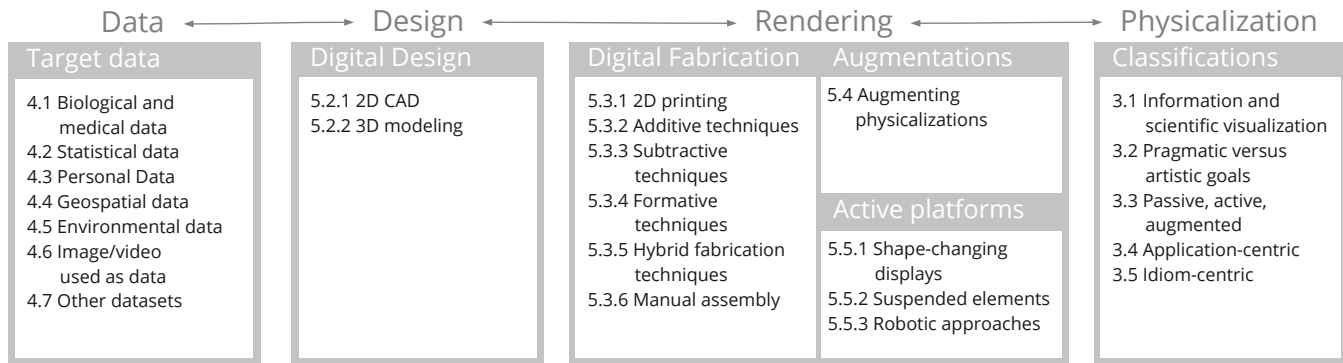 Data
Design
Rendering
Physicalization
Target data
4.1 Biological and
medical data
4.2 Statistical data
4.3 Personal Data
4.4 Geospatial data
4.5 Environmental data
4.6 Image/video
used as data
4.7 Other datasets
Digital Design
5.2.1 2D CAD
5.2.2 3D modeling
Digital Fabrication
5.3.1 2D printing
5.3.2 Additive techniques
5.3.3 Subtractive
techniques
5.3.4 Formative
techniques
5.3.5 Hybrid fabrication
techniques
5.3.6 Manual assembly
Augmentations
5.4 Augmenting
physicalizations
Active platforms
5.5.1 Shape-changing
displays
5.5.2 Suspended elements
5.5.3 Robotic approaches
Classifications
3.1 Information and
scientific visualization
3.2 Pragmatic versus
artistic goals
3.3 Passive, active,
augmented
3.4 Application-centric
3.5 Idiom-centric